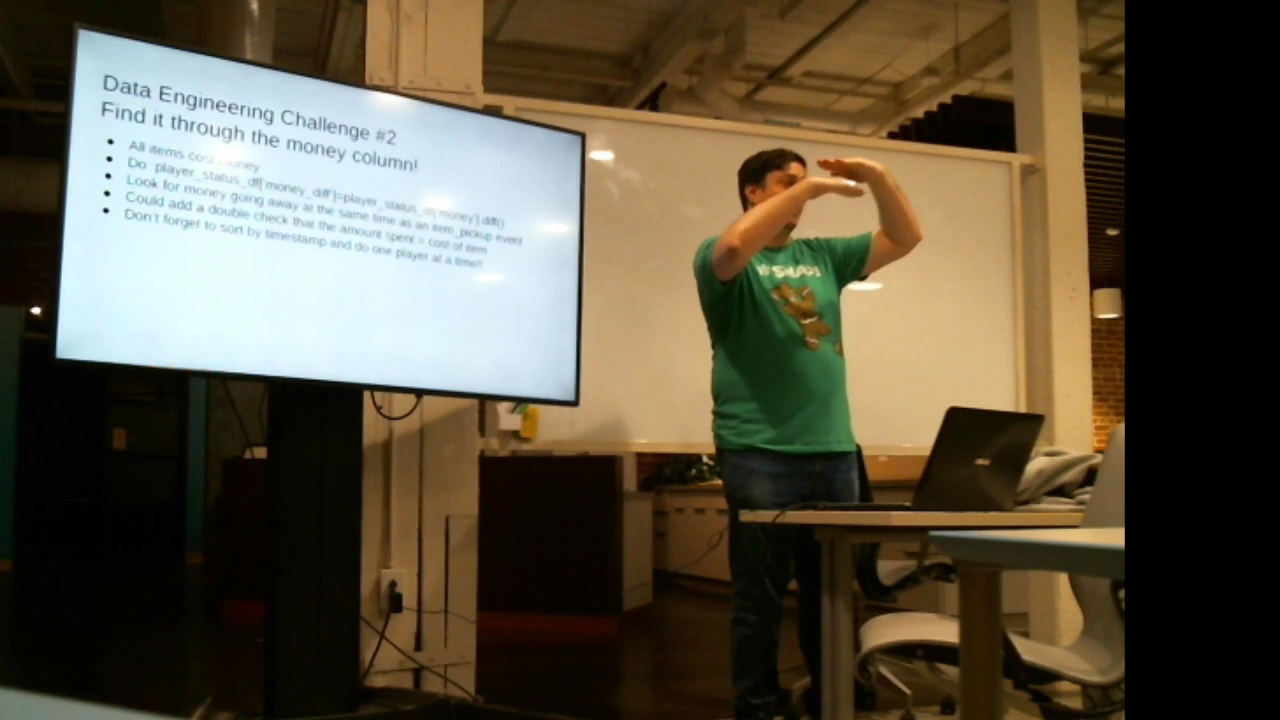 Data Engineering Challenge #2
Find it through the money column!
All items cost money
Do player_status_df['money_diff']=player_status_df['money'].diff()
Look for money going away at the same time as an item_pickup event
Could add a double check that the amount spent = cost of item
Don't forget to sort by timestamp and do one player at a time!!